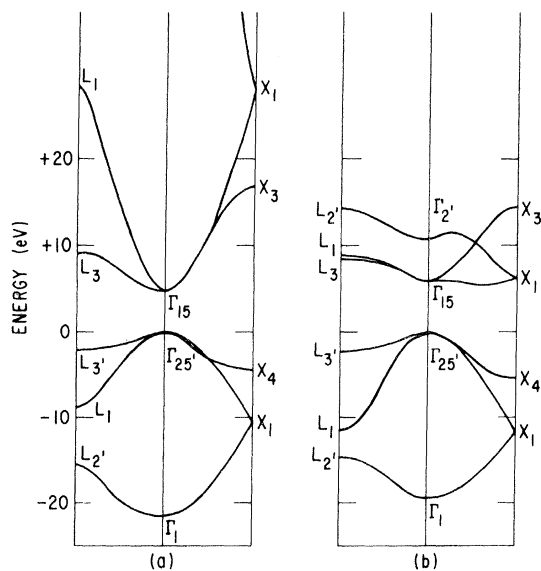 ENERGY (eV)
+20
+10
0
-10
-20
L₁
L₃
L₃'
L₁
L₂'
Γ₁₅
Γ₂₅'
Γ₁
X₁
X₃
X₄
X₁
(a)
L₂'
L₁
L₃
L₃'
L₁
L₂'
Γ₂'
Γ₁₅
Γ₂₅'
Γ₁
X₃
X₁
X₄
X₁
(b)